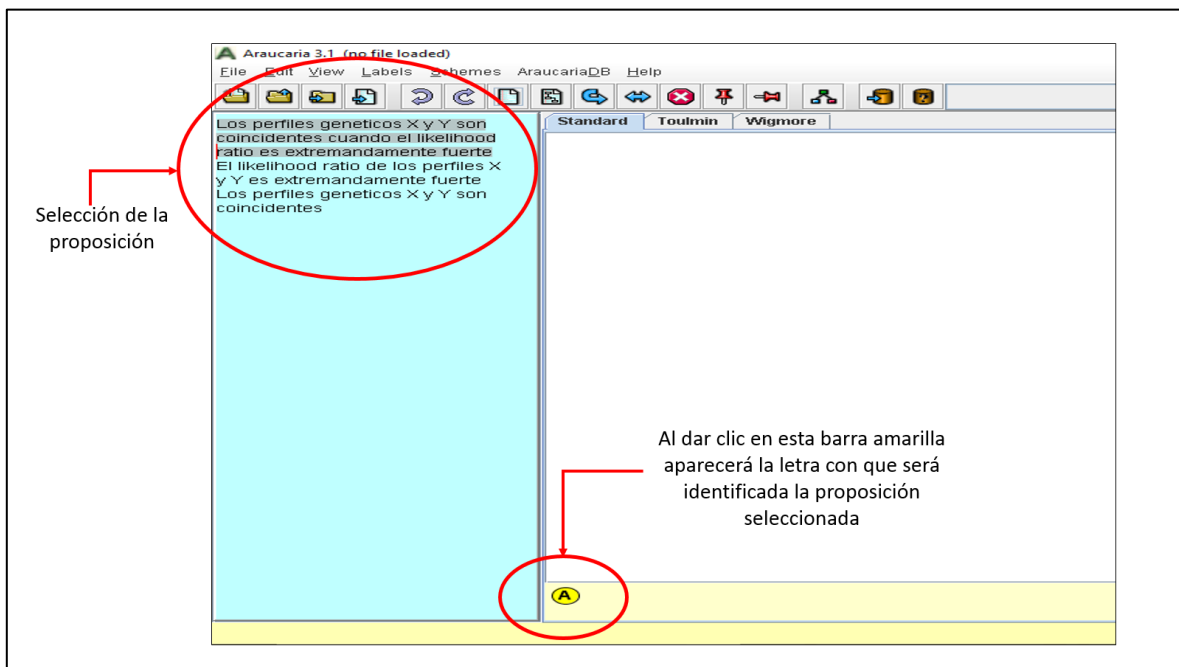 Araucaria 3.1 (no file loaded)
File Edit View Labels Schemes AraucariaDB Help
Standard Toulmin Wigmore
Los perfiles geneticos X y Y son
coincidentes cuando el likelihood
ratio es extremandamente fuerte
El likelihood ratio de los perfiles X
y Y es extremandamente fuerte
Los perfiles geneticos X y Y son
coincidentes
Selección de la
proposición
Al dar clic en esta barra amarilla
aparecerá la letra con que será
identificada la proposición
seleccionada
A